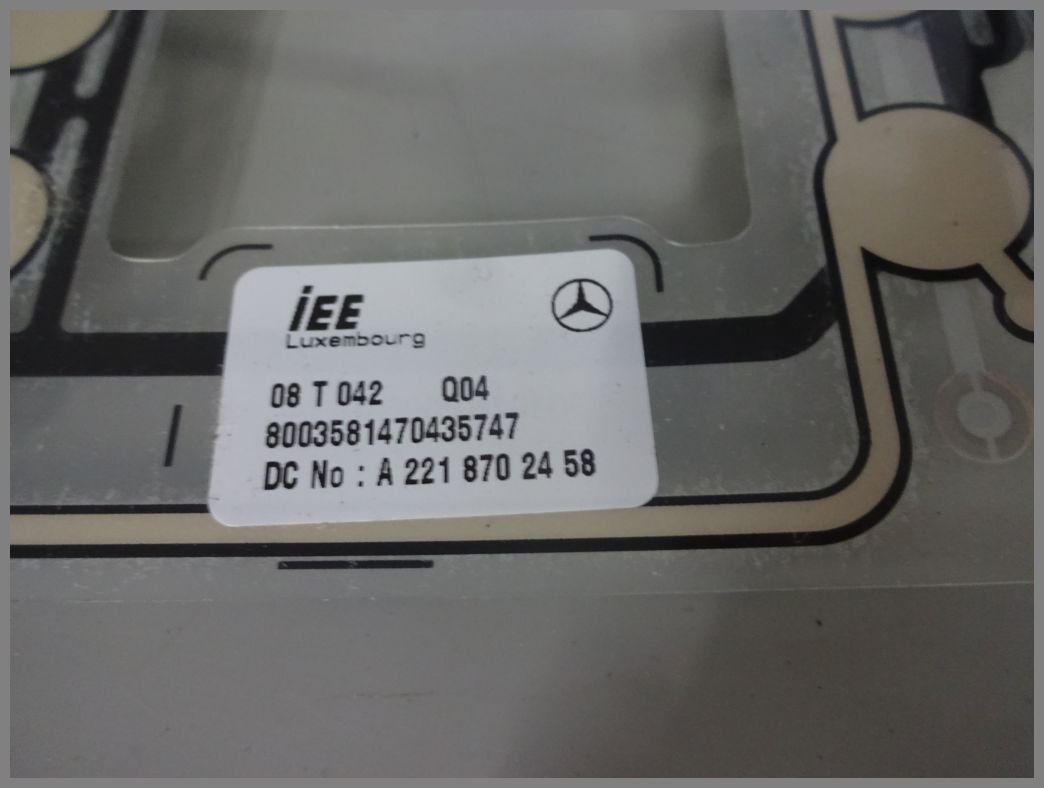 iEE
Luxembourg
08 T 042 Q04
8003581470435747
DC No : A 221 870 24 58